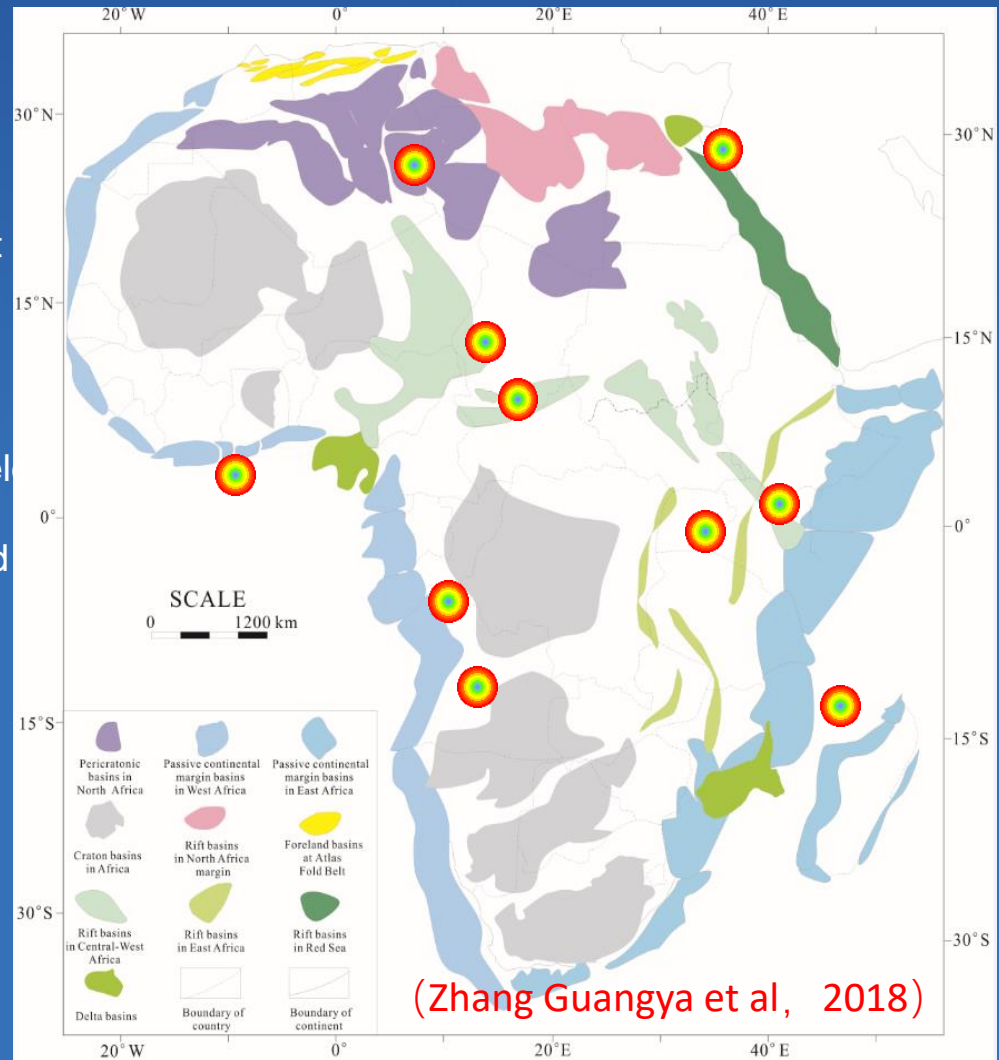 20°W 0° 20°E 40°E
30°N 30°N
15°N 15°N
0° 0°
SCALE
0 1200 km
15°S 15°S
30°S 30°S
Pericratonic
basins in
North Africa
Passive continental
margin basins
in West Africa
Passive continental
margin basins
in East Africa
Craton basins
in Africa
Rift basins
in North Africa
margin
Foreland basins
at Atlas
Fold Belt
Rift basins
in Central-West
Africa
Rift basins
in East Africa
Rift basins
in Red Sea
Delta basins
Boundary of
country
Boundary of
continent
20°W 0° 20°E 40°E
（Zhang Guangya et al， 2018）